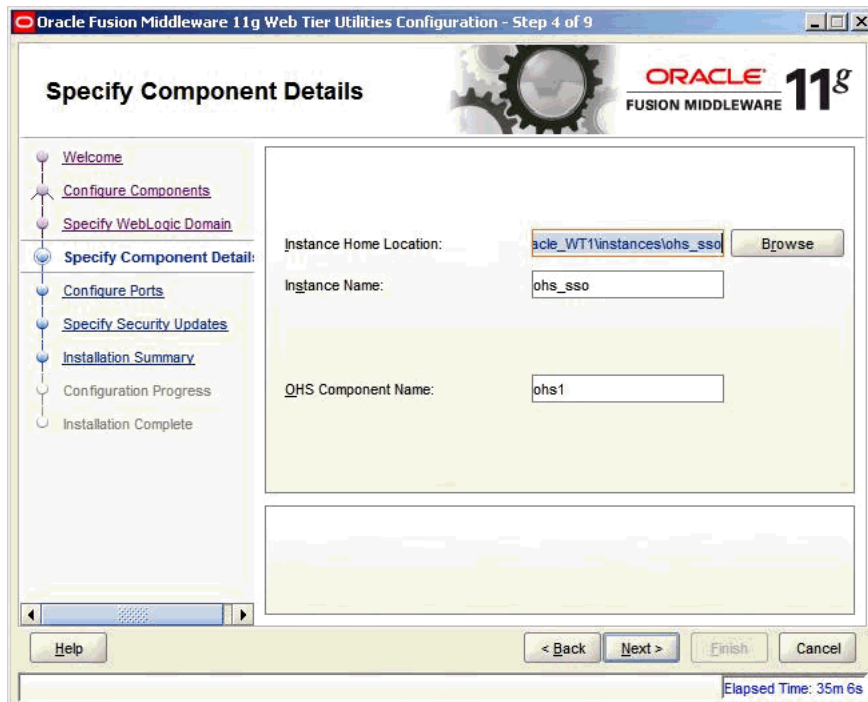 Oracle Fusion Middleware 11g Web Tier Utilities Configuration - Step 4 of 9
Specify Component Details
ORACLE
FUSION MIDDLEWARE 11g
Welcome
Configure Components
Specify WebLogic Domain
Specify Component Details
Configure Ports
Specify Security Updates
Installation Summary
Configuration Progress
Installation Complete
Instance Home Location: acle_WT1\instances\ohs_sso Browse
Instance Name: ohs_sso
OHS Component Name: ohs1
Help < Back Next > Finish Cancel
Elapsed Time: 35m 6s